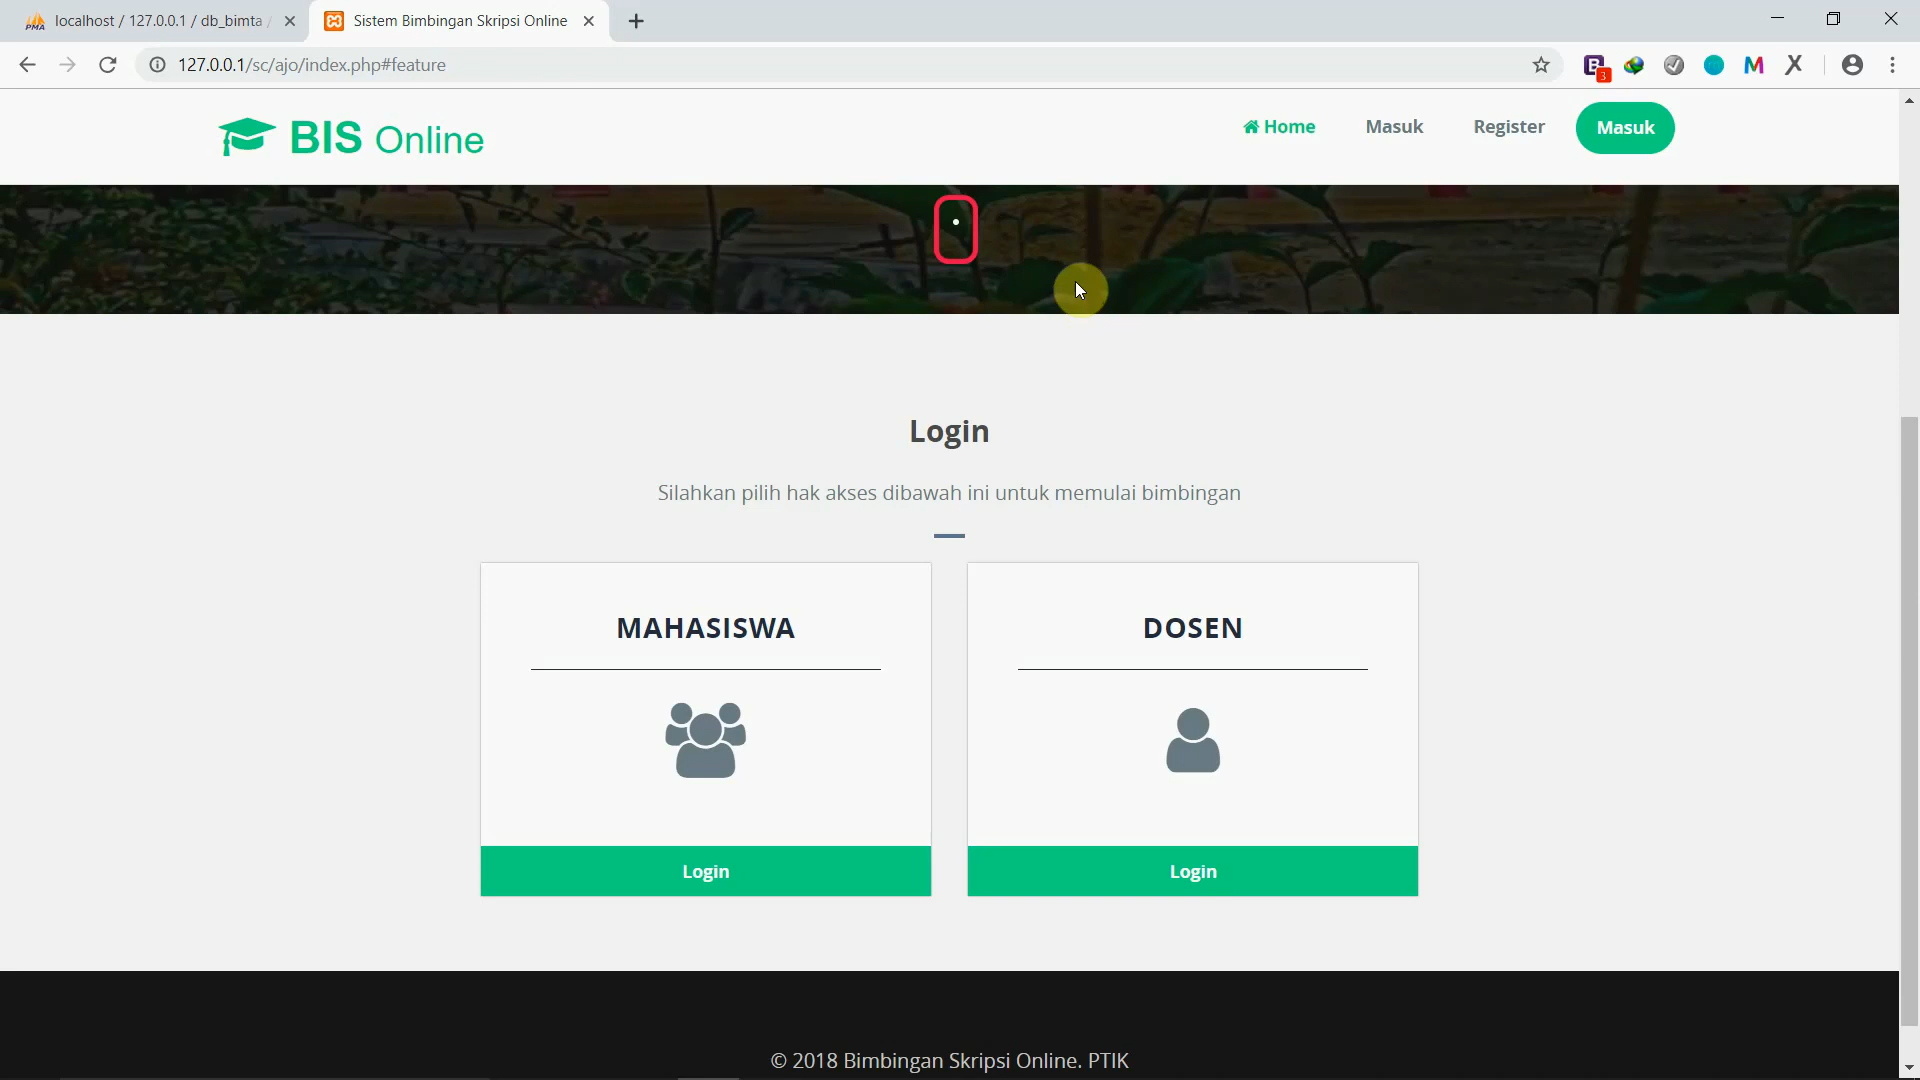 localhost / 127.0.0.1 / db_bimta /
Sistem Bimbingan Skripsi Online
127.0.0.1/sc/ajo/index.php#feature
3
BIS Online
Home
Masuk
Register
Masuk
Login
Silahkan pilih hak akses dibawah ini untuk memulai bimbingan
MAHASISWA
DOSEN
Login
Login
© 2018 Bimbingan Skripsi Online. PTIK